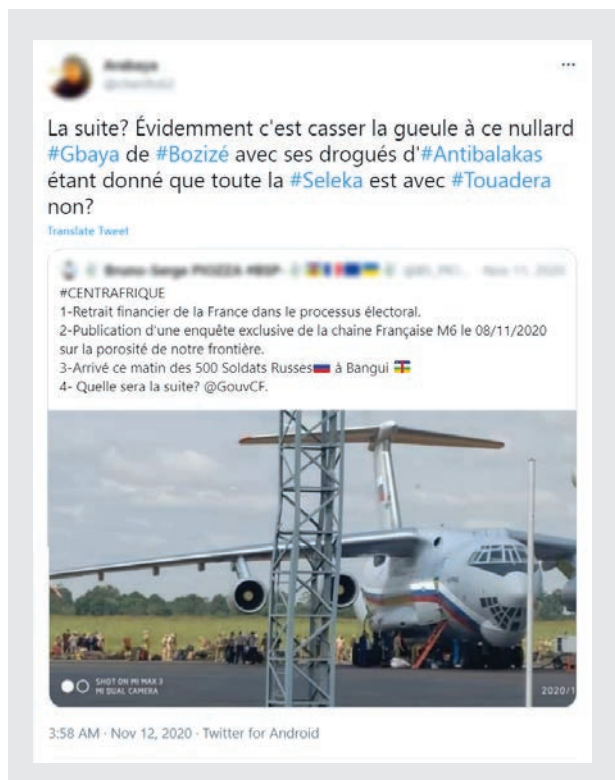 La suite? Évidemment c'est casser la gueule à ce nullard
#Gbaya de #Bozizé avec ses drogués d'#Antibalakas
étant donné que toute la #Seleka est avec #Touadera
non?
Translate Tweet
#CENTRAFRIQUE
1-Retrait financier de la France dans le processus électoral.
2-Publication d'une enquête exclusive de la chaine Française M6 le 08/11/2020
sur la porosité de notre frontière.
3-Arrivé ce matin des 500 Soldats Russes à Bangui
4- Quelle sera la suite? @GouvCF.
SHOT ON MI MAX 3
MI DUAL CAMERA
2020/1
3:58 AM · Nov 12, 2020 · Twitter for Android